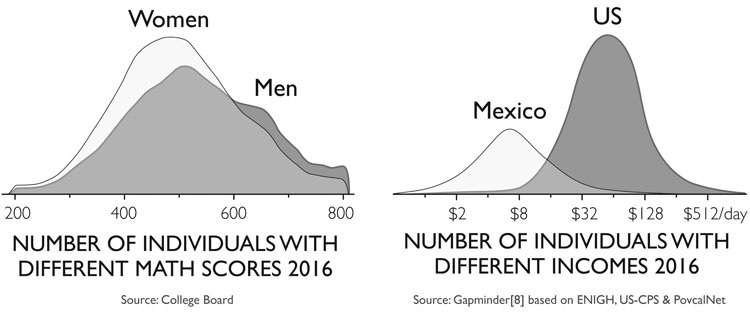 Women
Men
200 400 600 800
NUMBER OF INDIVIDUALS WITH
DIFFERENT MATH SCORES 2016
Source: College Board
US
Mexico
$2 $8 $32 $128 $512/day
NUMBER OF INDIVIDUALS WITH
DIFFERENT INCOMES 2016
Source: Gapminder[8] based on ENIGH, US-CPS & PovcalNet